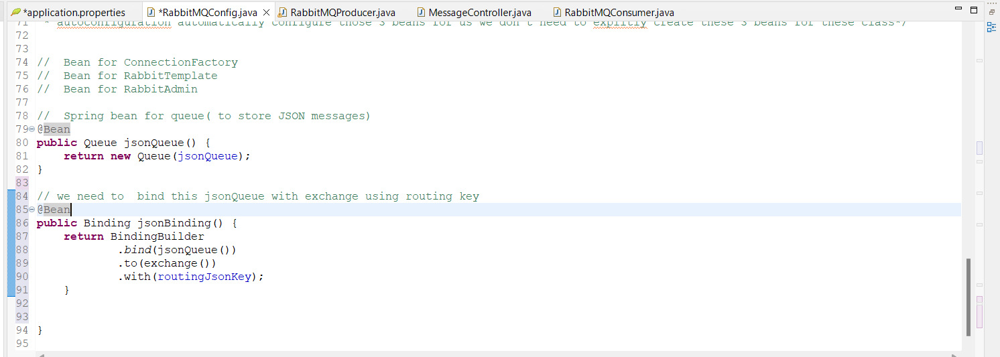 *application.properties
*RabbitMQConfig.java
RabbitMQProducer.java
MessageController.java
RabbitMQConsumer.java
71 * autoconfiguration automatically configure those 3 beans for us we don't need to explitly create these 3 beans for these class*/
72
73
74 //  Bean for ConnectionFactory
75 //  Bean for RabbitTemplate
76 //  Bean for RabbitAdmin
77
78 //  Spring bean for queue( to store JSON messages)
79 @Bean
80 public Queue jsonQueue() {
81     return new Queue(jsonQueue);
82 }
83
84 // we need to  bind this jsonQueue with exchange using routing key
85 @Bean
86 public Binding jsonBinding() {
87     return BindingBuilder
88             .bind(jsonQueue())
89             .to(exchange())
90             .with(routingJsonKey);
91     }
92
93
94 }
95